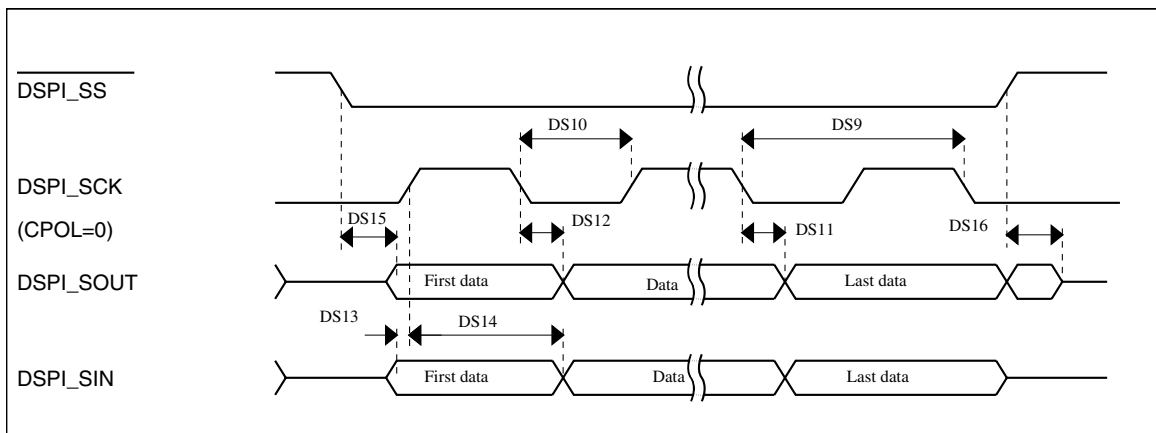 DSPI_SS
DS10
DS9
DSPI_SCK
DS15
DS12
DS11
DS16
(CPOL=0)
DSPI_SOUT
First data
Data
Last data
DS13
DS14
DSPI_SIN
First data
Data
Last data